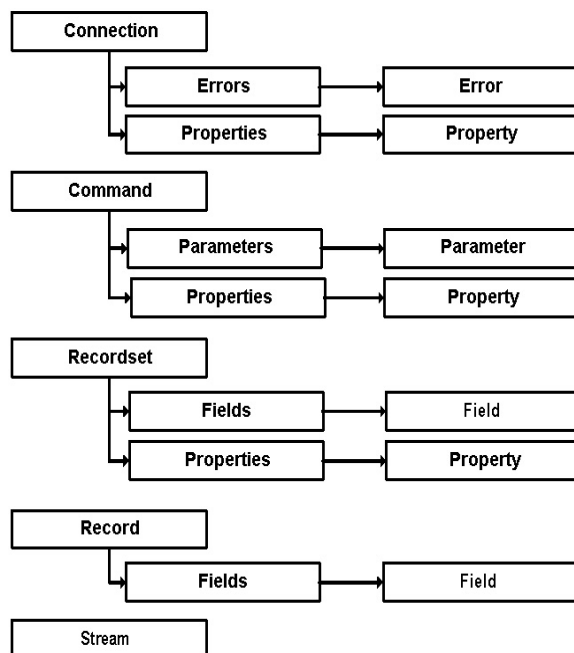 Connection
Errors
Error
Properties
Property
Command
Parameters
Parameter
Properties
Property
Recordset
Fields
Field
Properties
Property
Record
Fields
Field
Stream